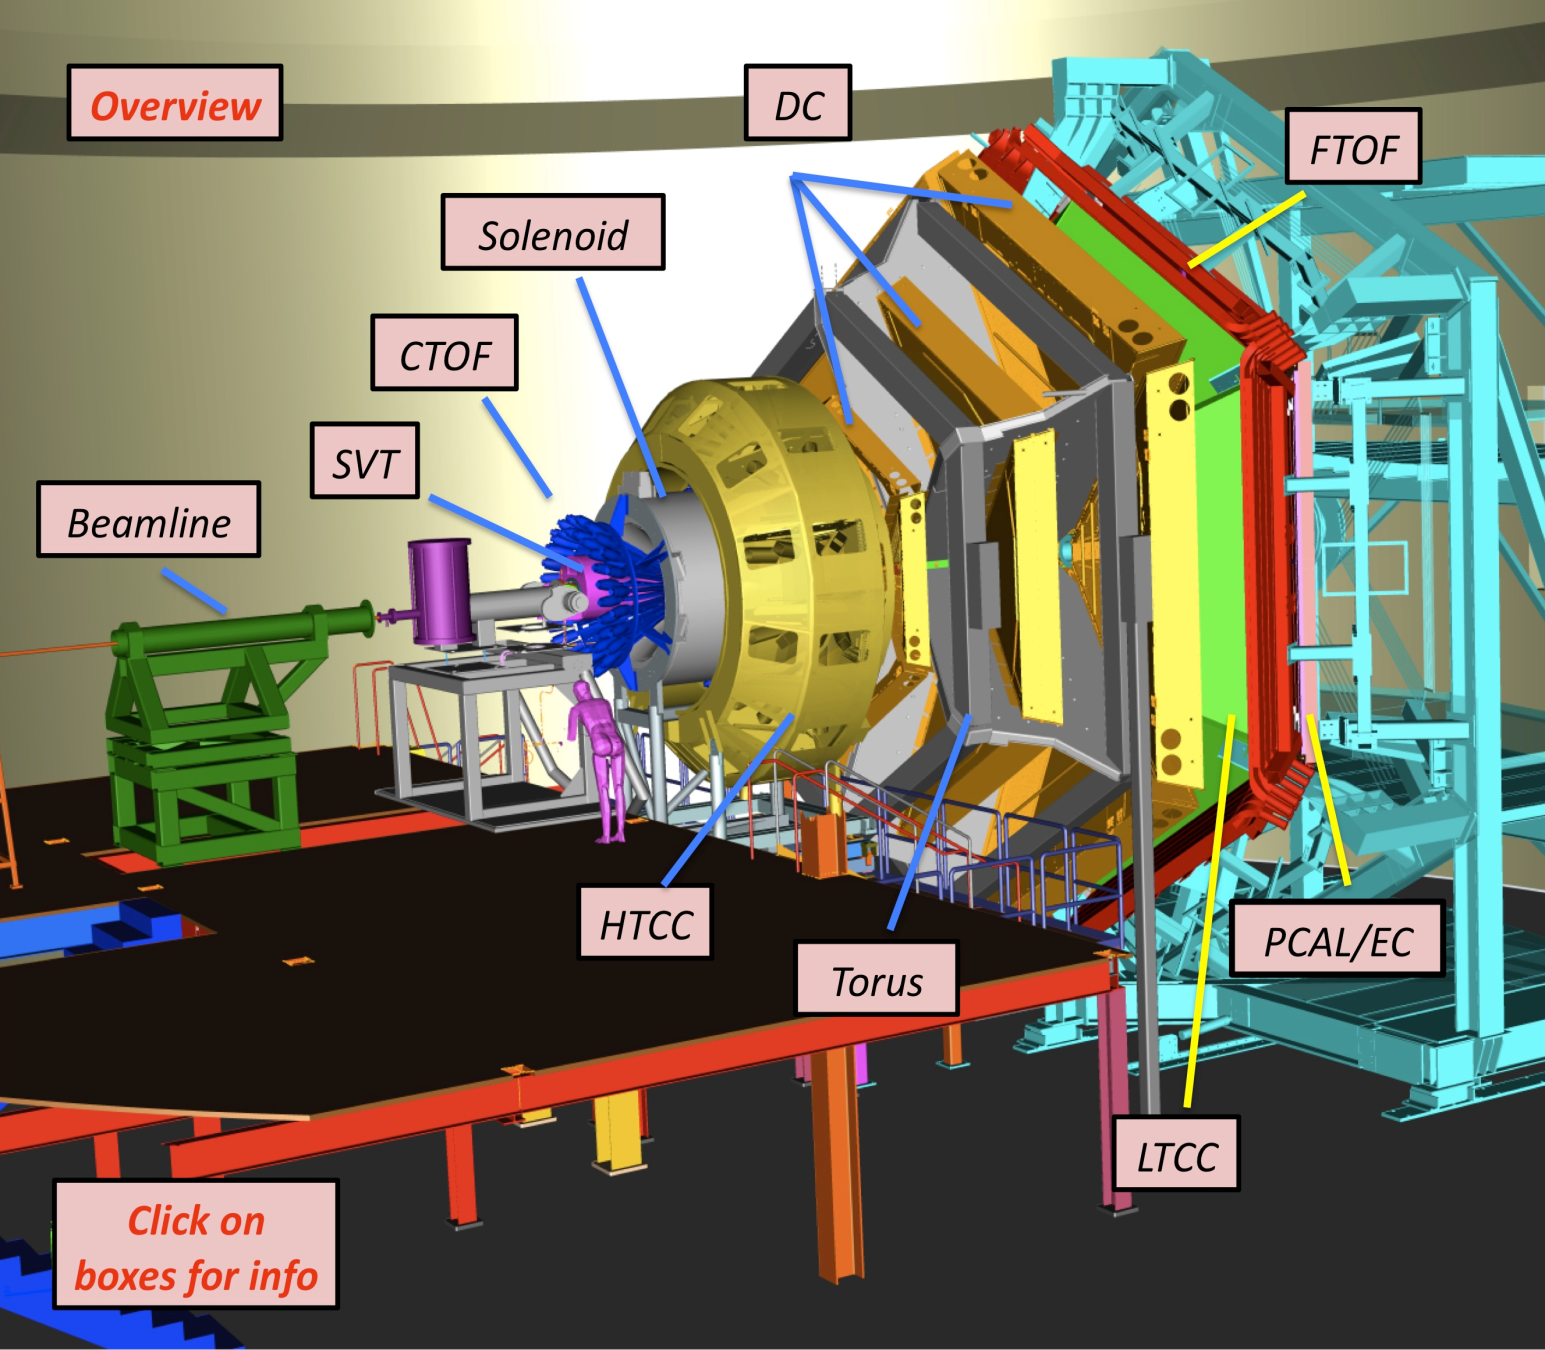 Overview
DC
FTOF
Solenoid
CTOF
SVT
Beamline
HTCC
Torus
PCAL/EC
LTCC
Click on
boxes for info